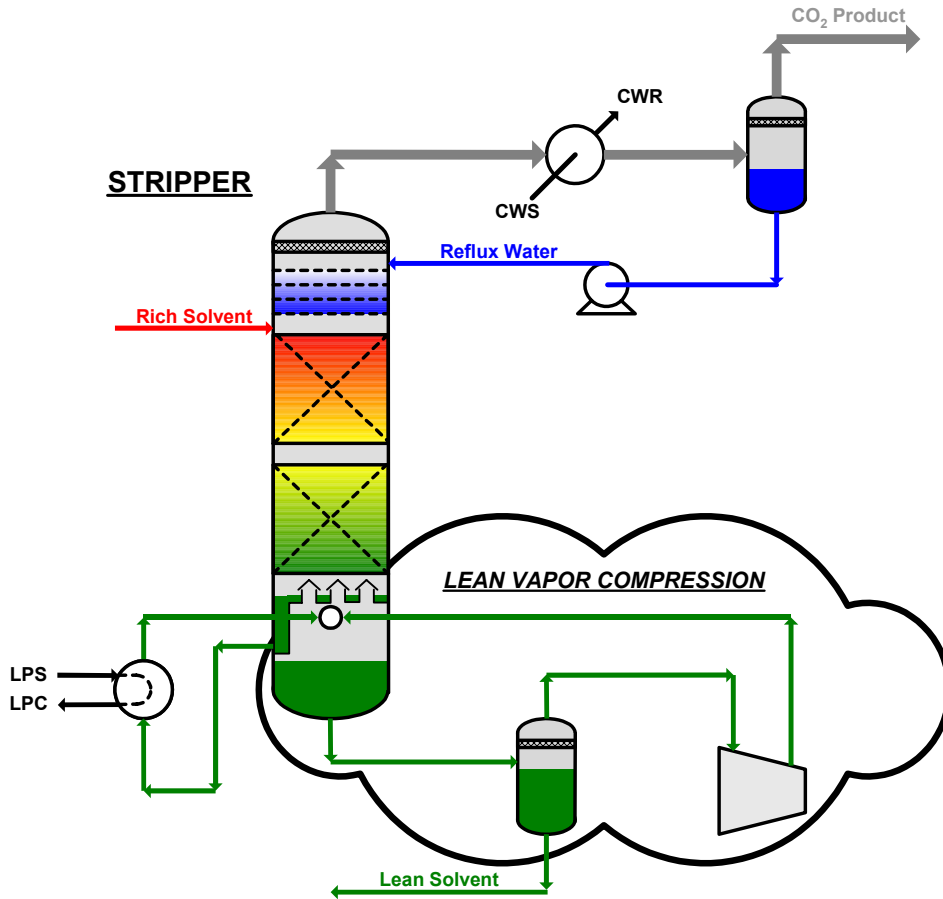 CO₂ Product
CWR
STRIPPER
CWS
Reflux Water
Rich Solvent
LEAN VAPOR COMPRESSION
LPS
LPC
Lean Solvent